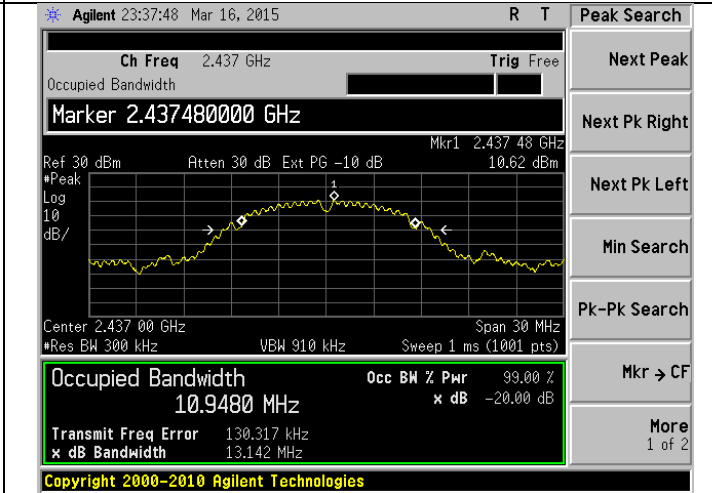 Agilent 23:37:48 Mar 16, 2015 R T Peak Search
Ch Freq 2.437 GHz Trig Free
Occupied Bandwidth
Marker 2.437480000 GHz
Mkr1 2.437 48 GHz
Ref 30 dBm Atten 30 dB Ext PG -10 dB 10.62 dBm
#Peak
Log
10
dB/
1
Center 2.437 00 GHz Span 30 MHz
#Res BW 300 kHz VBW 910 kHz Sweep 1 ms (1001 pts)
Occupied Bandwidth Occ BW % Pwr 99.00 %
10.9480 MHz x dB -20.00 dB
Transmit Freq Error 130.317 kHz
x dB Bandwidth 13.142 MHz
Copyright 2000-2010 Agilent Technologies
Next Peak
Next Pk Right
Next Pk Left
Min Search
Pk-Pk Search
Mkr → CF
More
1 of 2